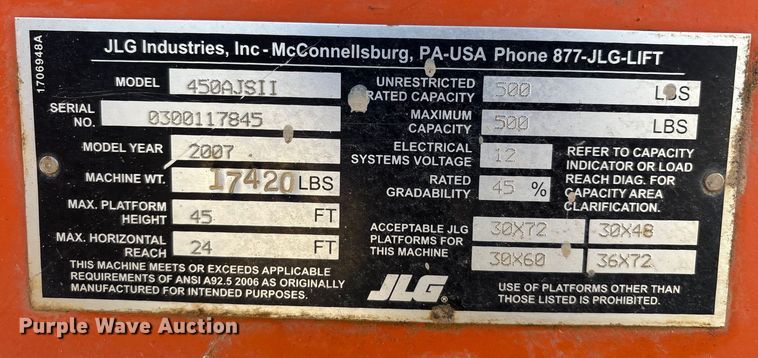 1706948A
JLG Industries, Inc - McConnellsburg, PA-USA Phone 877-JLG-LIFT
MODEL 450AJSII
SERIAL NO. 0300117845
MODEL YEAR 2007
MACHINE WT. 17420 LBS
MAX. PLATFORM HEIGHT 45 FT
MAX. HORIZONTAL REACH 24 FT
THIS MACHINE MEETS OR EXCEEDS APPLICABLE
REQUIREMENTS OF ANSI A92.5 2006 AS ORIGINALLY
MANUFACTURED FOR INTENDED PURPOSES.
UNRESTRICTED RATED CAPACITY 500 LBS
MAXIMUM CAPACITY 500 LBS
ELECTRICAL SYSTEMS VOLTAGE 12
RATED GRADABILITY 45 %
REFER TO CAPACITY
INDICATOR OR LOAD
REACH DIAG. FOR
CAPACITY AREA
CLARIFICATION.
ACCEPTABLE JLG
PLATFORMS FOR
THIS MACHINE
30X72 30X48
30X60 36X72
JLG®
USE OF PLATFORMS OTHER THAN
THOSE LISTED IS PROHIBITED.
Purple Wave Auction